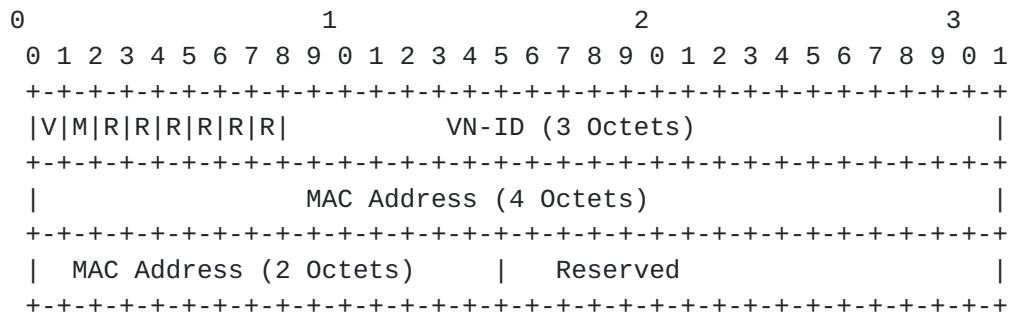 0                   1                   2                   3
 0 1 2 3 4 5 6 7 8 9 0 1 2 3 4 5 6 7 8 9 0 1 2 3 4 5 6 7 8 9 0 1
 +-+-+-+-+-+-+-+-+-+-+-+-+-+-+-+-+-+-+-+-+-+-+-+-+-+-+-+-+-+-+-+
 |V|M|R|R|R|R|R|R|          VN-ID (3 Octets)                   |
 +-+-+-+-+-+-+-+-+-+-+-+-+-+-+-+-+-+-+-+-+-+-+-+-+-+-+-+-+-+-+-+
 |                 MAC Address (4 Octets)                      |
 +-+-+-+-+-+-+-+-+-+-+-+-+-+-+-+-+-+-+-+-+-+-+-+-+-+-+-+-+-+-+-+
 |  MAC Address (2 Octets)     |   Reserved                    |
 +-+-+-+-+-+-+-+-+-+-+-+-+-+-+-+-+-+-+-+-+-+-+-+-+-+-+-+-+-+-+-+